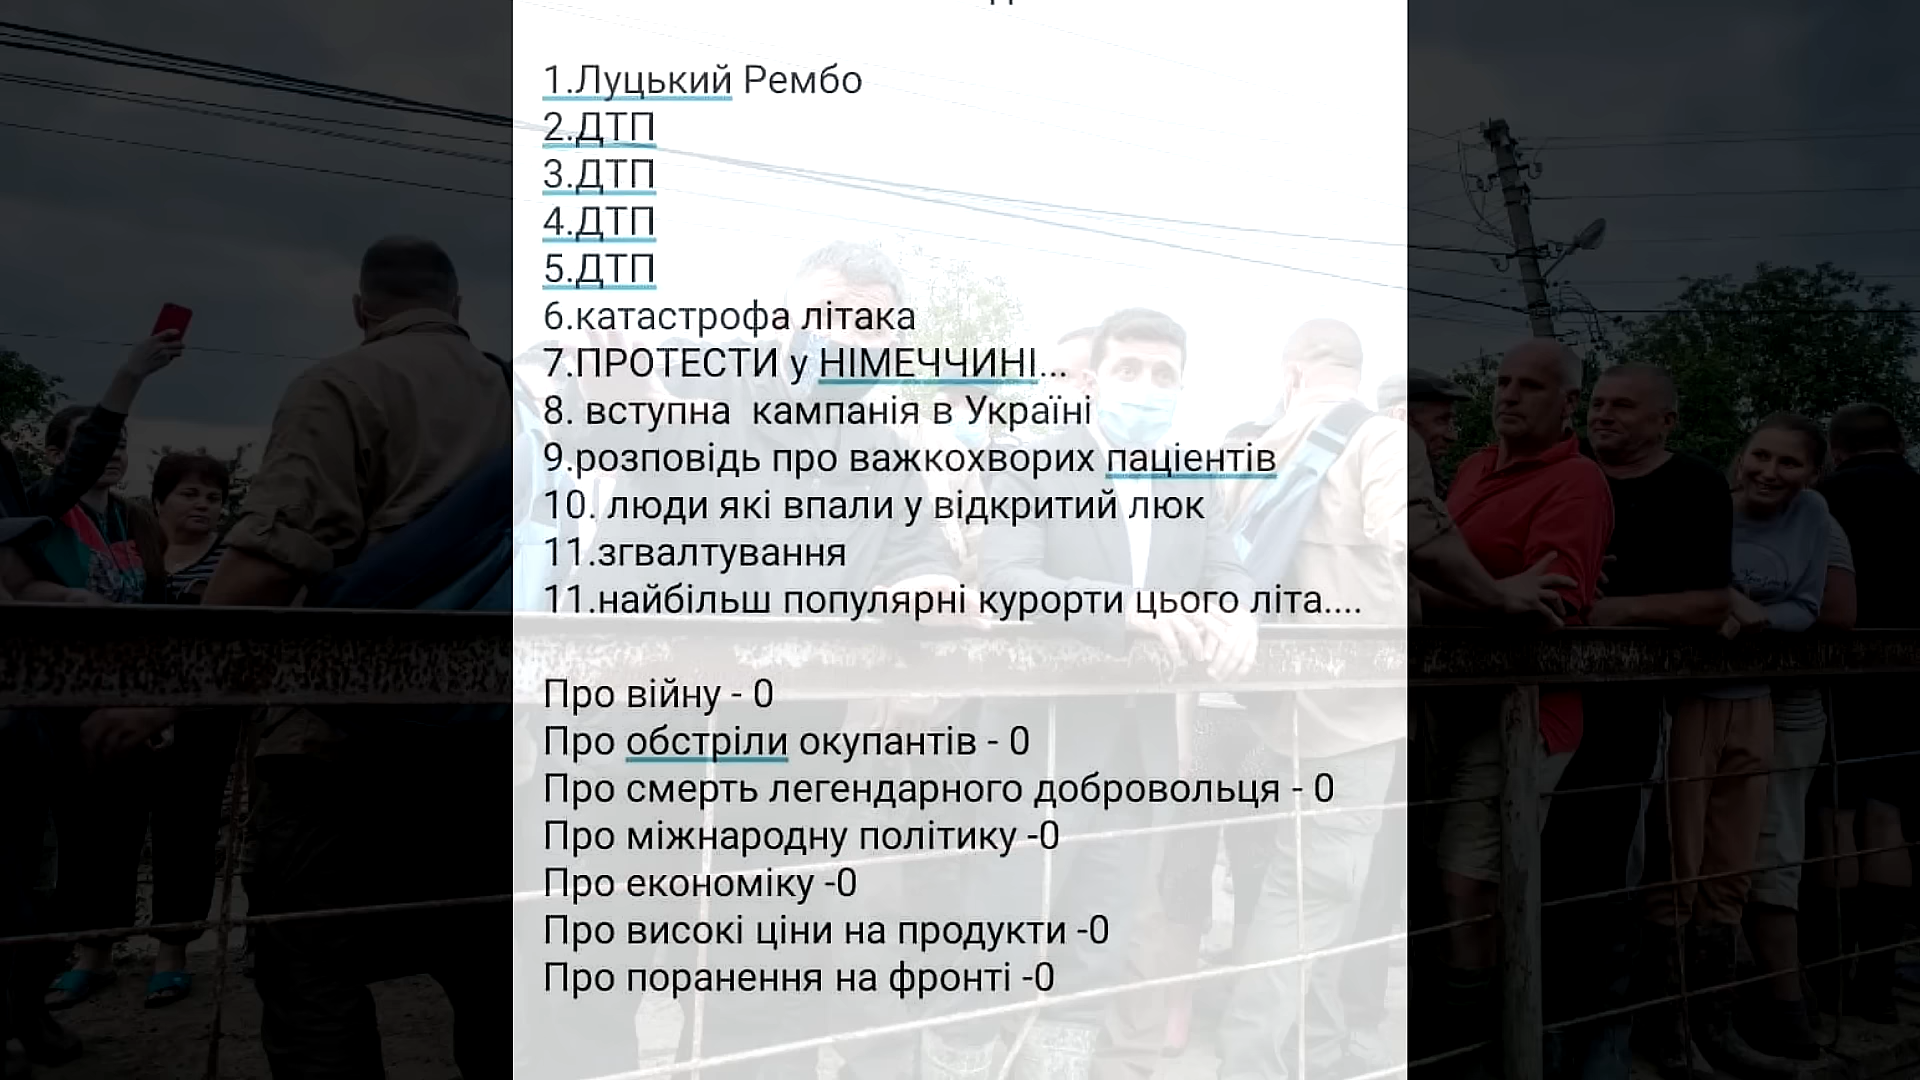 1.Луцький Рембо
2.ДТП
3.ДТП
4.ДТП
5.ДТП
6.катастрофа літака
7.ПРОТЕСТИ у НІМЕЧЧИНІ...
8. вступна  кампанія в Україні
9.розповідь про важкохворих пацієнтів
10. люди які впали у відкритий люк
11.згвалтування
11.найбільш популярні курорти цього літа....
Про війну - 0
Про обстріли окупантів - 0
Про смерть легендарного добровольця - 0
Про міжнародну політику -0
Про економіку -0
Про високі ціни на продукти -0
Про поранення на фронті -0